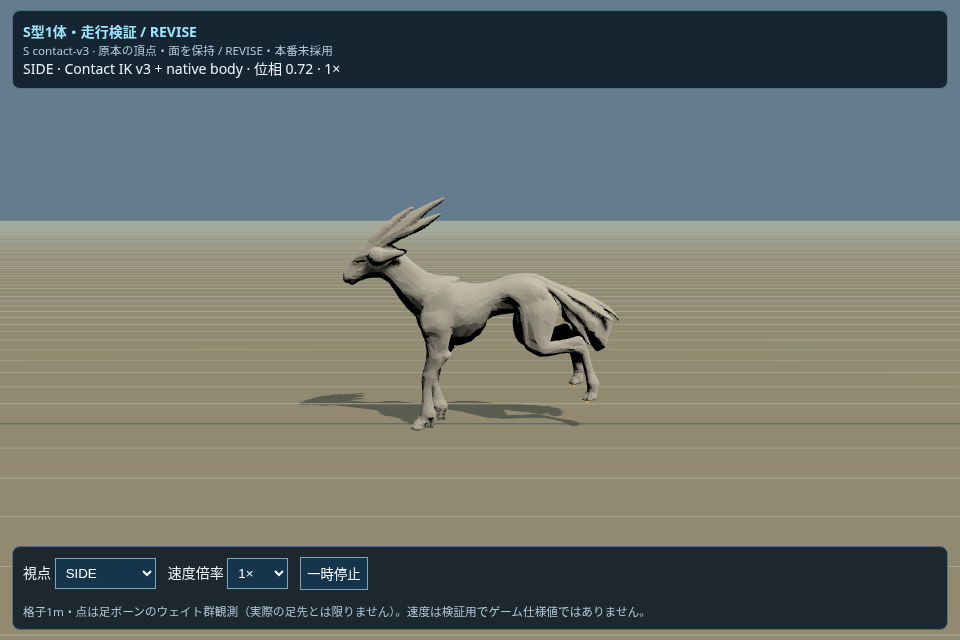 S型1体・走行検証 / REVISE
S contact-v3 · 原本の頂点・面を保持 / REVISE・本番未採用
SIDE · Contact IK v3 + native body · 位相 0.72 · 1×
視点 SIDE 速度倍率 1× 一時停止
格子1m・点は足ボーンのウェイト群観測（実際の足先とは限りません）。速度は検証用でゲーム仕様値ではありません。